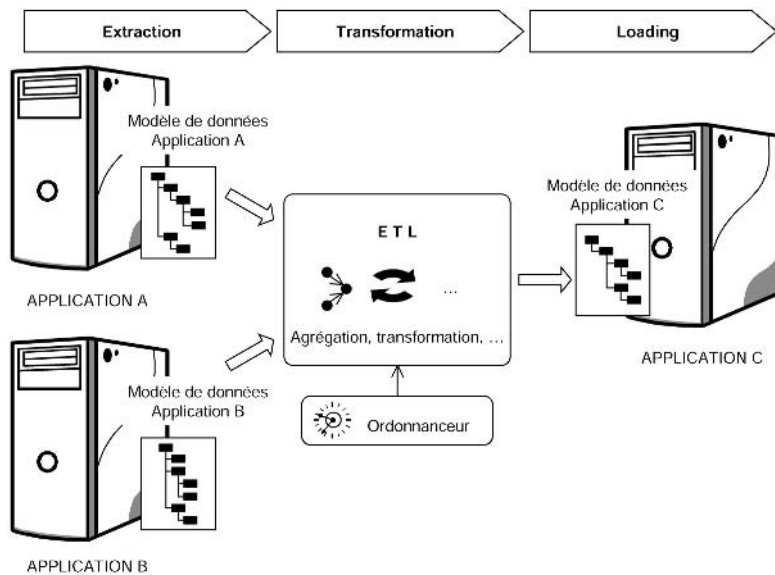 Extraction
Transformation
Loading
Modèle de données
Application A
APPLICATION A
E T L
...
Agrégation, transformation, ...
Modèle de données
Application C
APPLICATION C
Modèle de données
Application B
Ordonnanceur
APPLICATION B